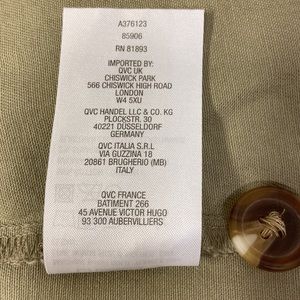 A376123
85906
RN 81893
IMPORTED BY:
QVC UK
CHISWICK PARK
566 CHISWICK HIGH ROAD
LONDON
W4 5XU
QVC HANDEL LLC & CO. KG
PLOCKSTR. 30
40221 DÜSSELDORF
GERMANY
QVC ITALIA S.R.L
VIA GUZZINA 18
20861 BRUGHERIO (MB)
ITALY
QVC FRANCE
BATIMENT 266
45 AVENUE VICTOR HUGO
93 300 AUBERVILLIERS